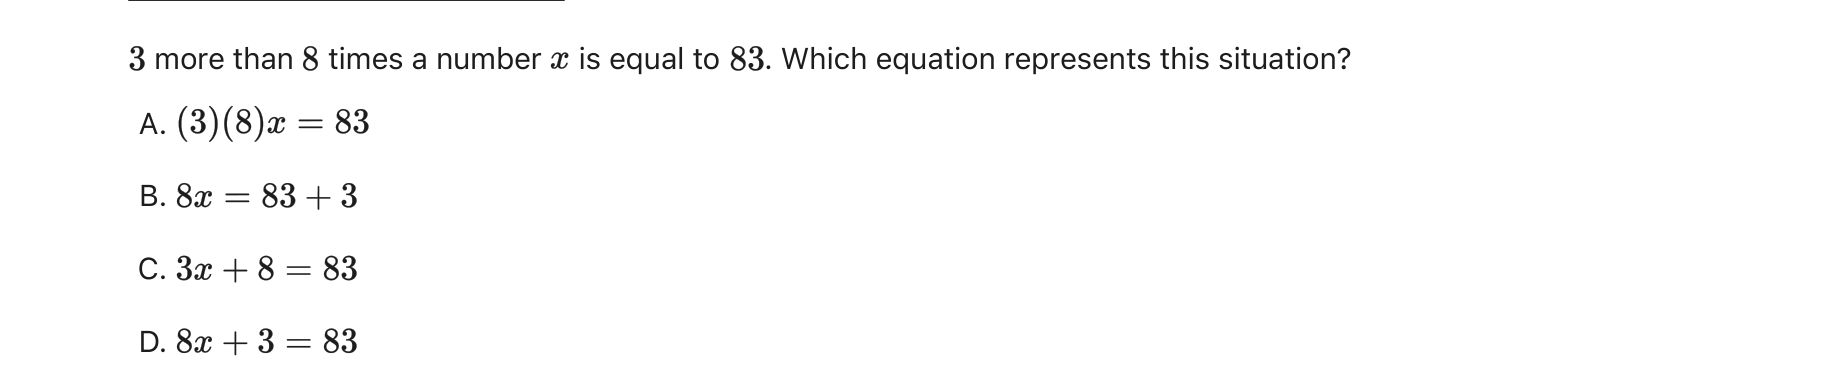 3 more than 8 times a number x is equal to 83. Which equation represents this situation?
A. (3)(8)x = 83
B. 8x = 83 + 3
C. 3x + 8 = 83
D. 8x + 3 = 83